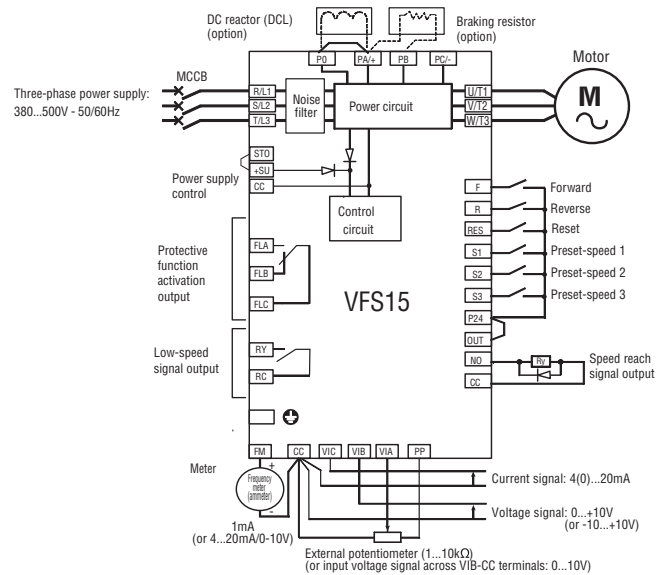 DC reactor (DCL)
(option)
Braking resistor
(option)
Motor
P0
PA/+
PB
PC/-
MCCB
Three-phase power supply:
380...500V - 50/60Hz
R/L1
S/L2
T/L3
Noise
filter
Power circuit
U/T1
V/T2
W/T3
M
STO
+SU
CC
Power supply
control
Control
circuit
F
Forward
R
Reverse
RES
Reset
S1
Preset-speed 1
S2
Preset-speed 2
S3
Preset-speed 3
P24
OUT
Protective
function
activation
output
FLA
FLB
FLC
VFS15
Low-speed
signal output
RY
RC
NO
CC
Ry
Speed reach
signal output
FM
CC
VIC
VIB
VIA
PP
Meter
+
Frequency
meter
(ammeter)
-
1mA
(or 4...20mA/0-10V)
Current signal: 4(0)...20mA
Voltage signal: 0...+10V
(or -10...+10V)
External potentiometer (1...10kΩ)
(or input voltage signal across VIB-CC terminals: 0...10V)